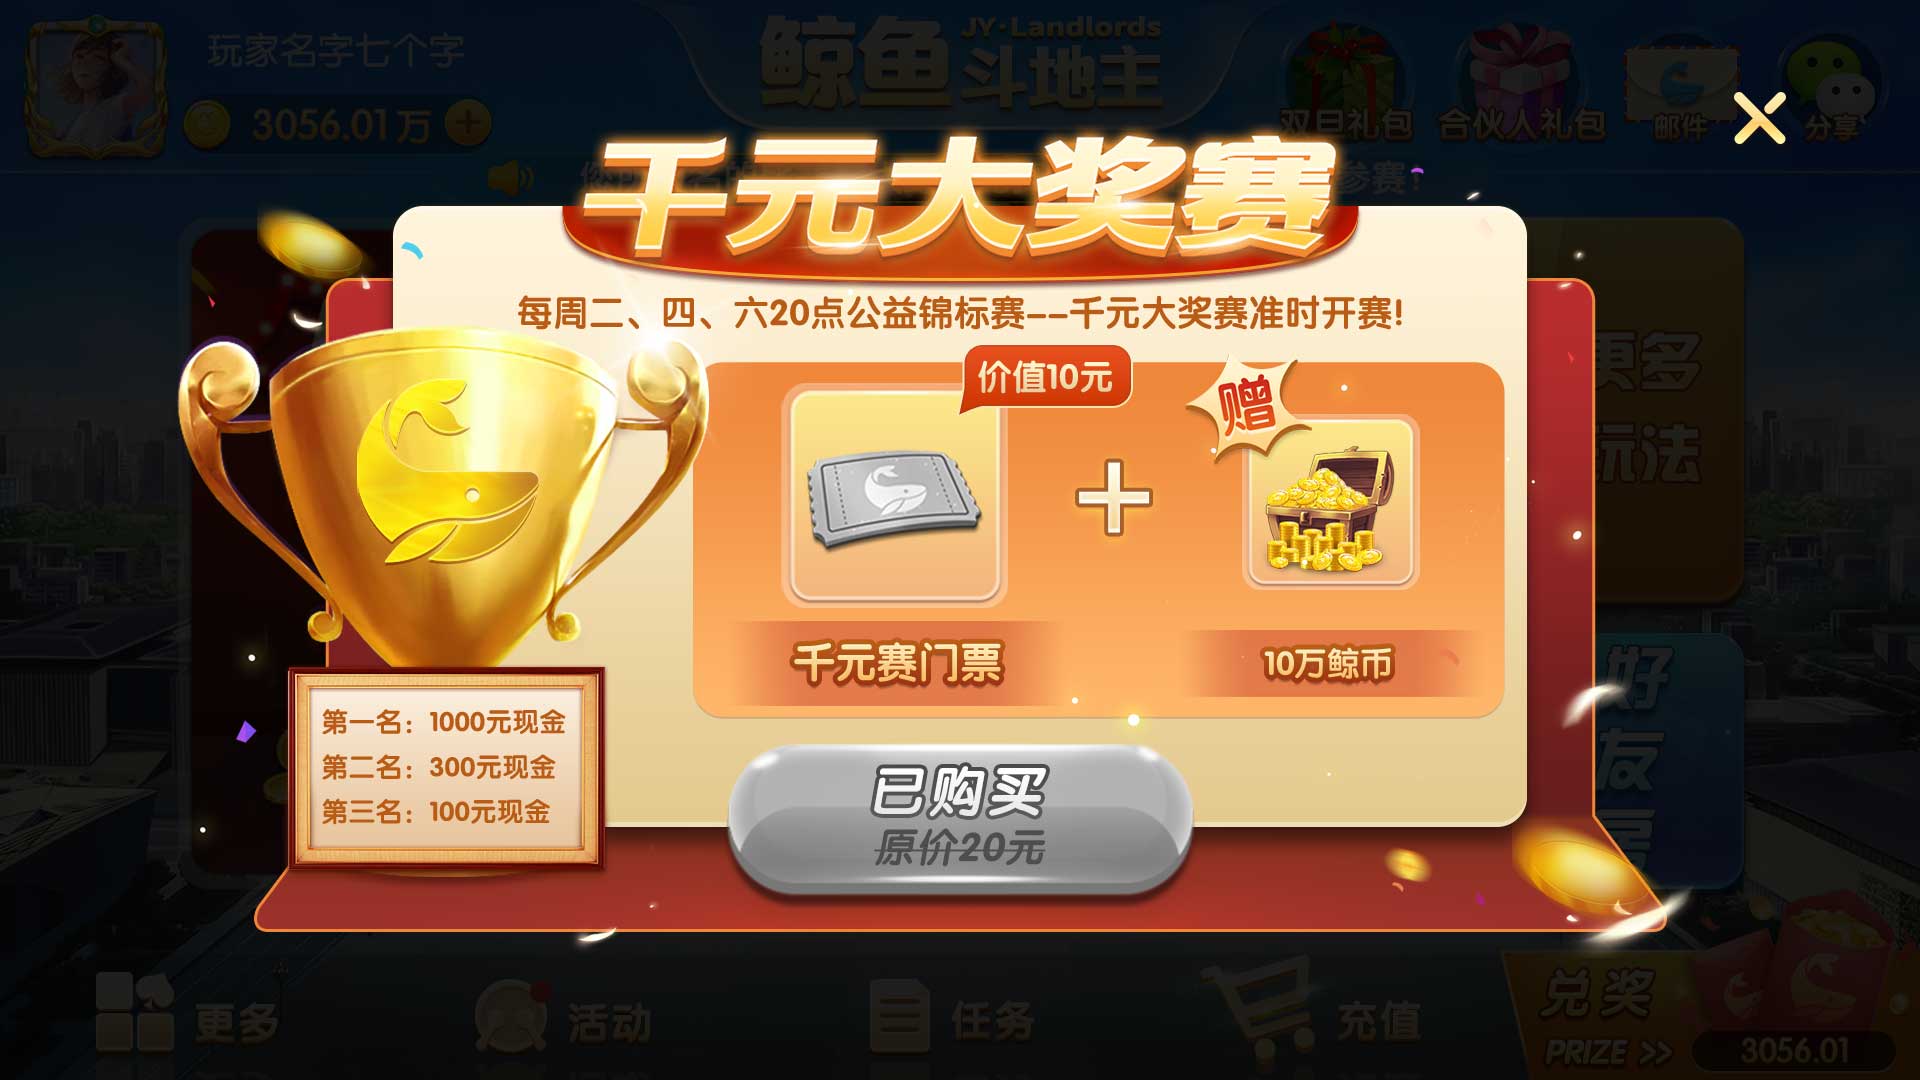 玩家名字七个字
3056.01万
鲸鱼
JY·Landlords
斗地主
双旦礼包
合伙人礼包
邮件
分享
参赛!
千元大奖赛
每周二、四、六20点公益锦标赛--千元大奖赛准时开赛!
价值10元
赠
千元赛门票
10万鲸币
第一名：1000元现金
第二名：300元现金
第三名：100元现金
已购买
原价20元
更多
玩法
好
友
更多
活动
任务
充值
兑奖
PRIZE >>
3056.01